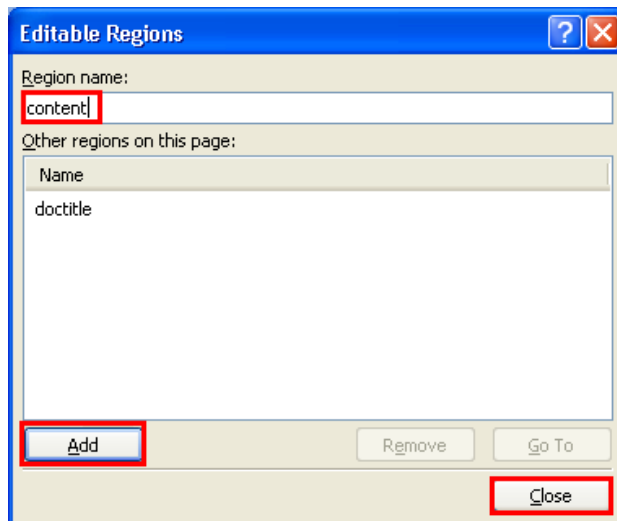 Editable Regions
Region name:
content
Other regions on this page:
Name
doctitle
Add Remove Go To
Close